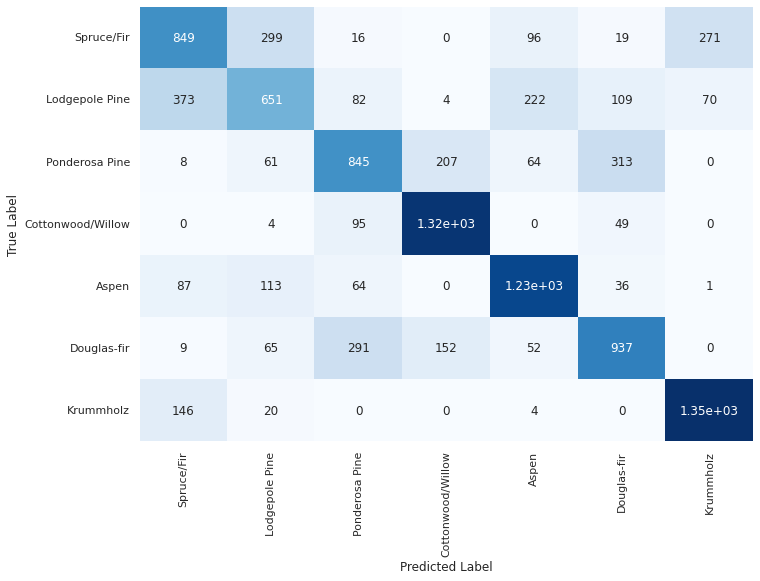 Spruce/Fir 849 299 16 0 96 19 271
Lodgepole Pine 373 651 82 4 222 109 70
Ponderosa Pine 8 61 845 207 64 313 0
Cottonwood/Willow 0 4 95 1.32e+03 0 49 0
Aspen 87 113 64 0 1.23e+03 36 1
Douglas-fir 9 65 291 152 52 937 0
Krummholz 146 20 0 0 4 0 1.35e+03
True Label
Spruce/Fir
Lodgepole Pine
Ponderosa Pine
Cottonwood/Willow
Aspen
Douglas-fir
Krummholz
Predicted Label